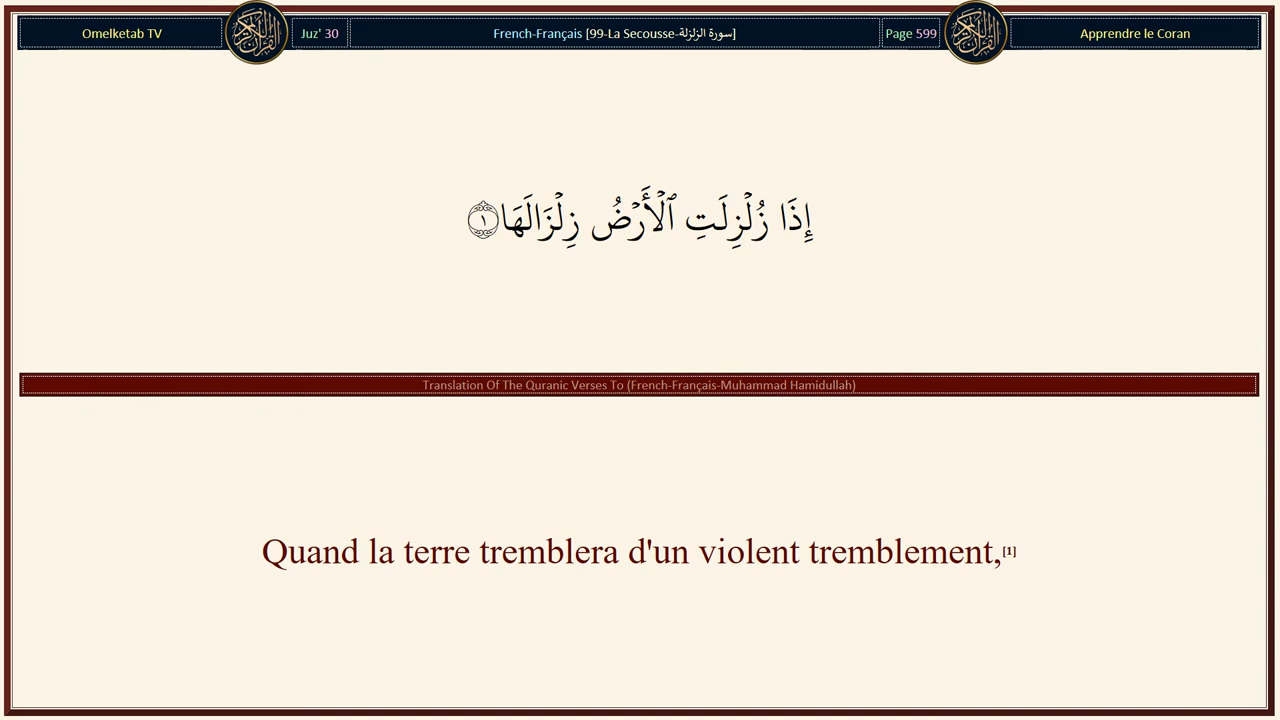 Omelketab TV
Juz' 30
French-Français [99-La Secousse-سورة الزلزلة]
Page 599
Apprendre le Coran
إِذَا زُلْزِلَتِ ٱلْأَرْضُ زِلْزَالَهَا ١
Translation Of The Quranic Verses To (French-Français-Muhammad Hamidullah)
Quand la terre tremblera d'un violent tremblement,[1]